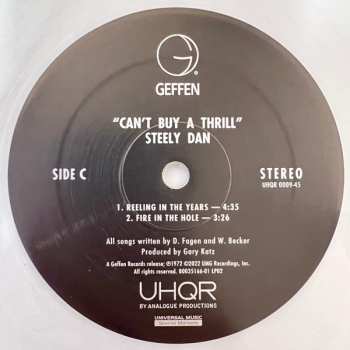 G
GEFFEN
"CAN'T BUY A THRILL"
STEELY DAN
SIDE C
STEREO
UHQR 0009-45
1. REELING IN THE YEARS — 4:35
2. FIRE IN THE HOLE — 3:26
All songs written by D. Fagen and W. Becker
Produced by Gary Katz
A Geffen Records release; ℗1972 ©2022 UMG Recordings, Inc.
All rights reserved. B0035166-01 LP02
UHQR
BY ANALOGUE PRODUCTIONS
UNIVERSAL MUSIC
Special Markets